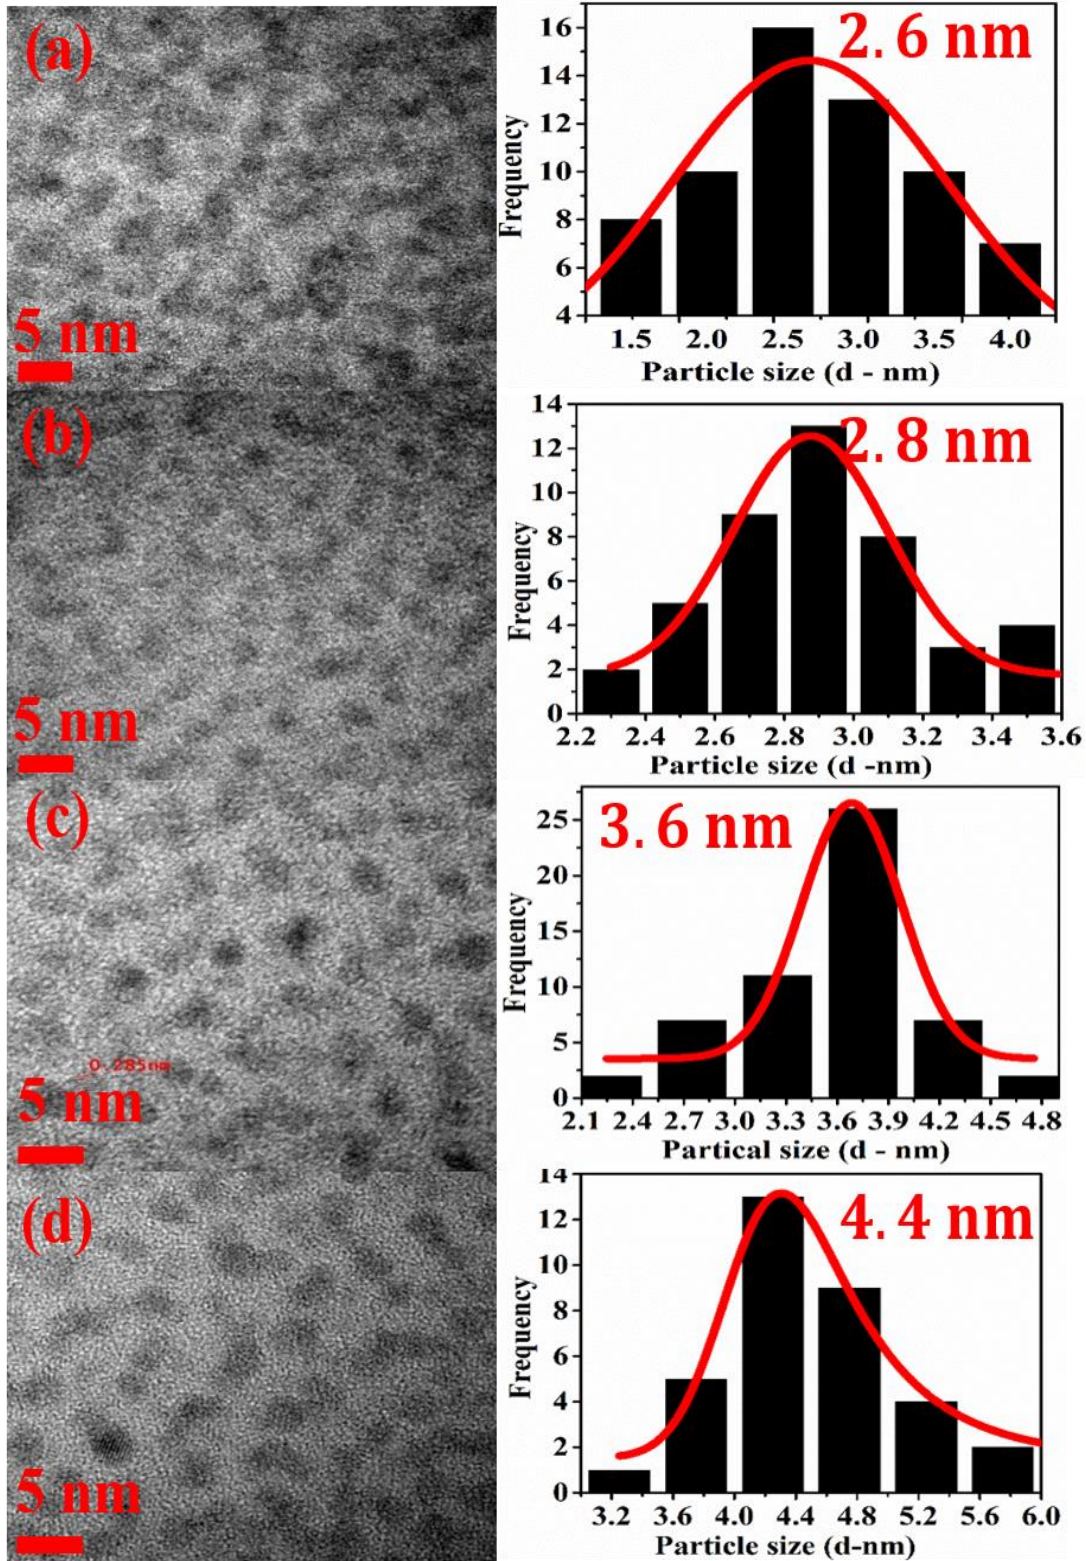 (a)
5 nm
2. 6 nm
Frequency
16
14
12
10
8
6
4
1.5 2.0 2.5 3.0 3.5 4.0
Particle size (d - nm)
(b)
5 nm
2. 8 nm
Frequency
14
12
10
8
6
4
2
0
2.2 2.4 2.6 2.8 3.0 3.2 3.4 3.6
Particle size (d -nm)
(c)
0.285nm
5 nm
3. 6 nm
Frequency
25
20
15
10
5
0
2.1 2.4 2.7 3.0 3.3 3.6 3.9 4.2 4.5 4.8
Partical size (d - nm)
(d)
5 nm
4. 4 nm
Frequency
14
12
10
8
6
4
2
0
3.2 3.6 4.0 4.4 4.8 5.2 5.6 6.0
Particle size (d-nm)